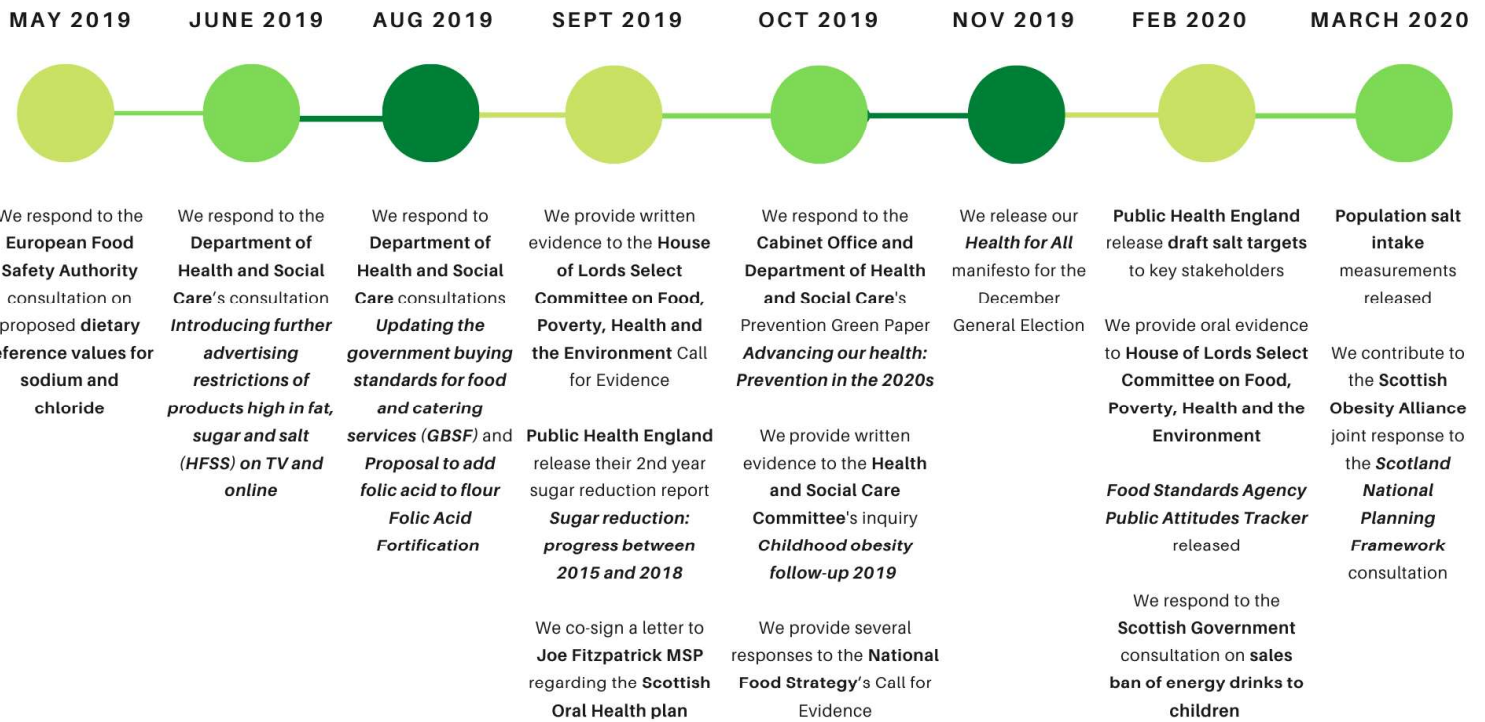 MAY 2019
JUNE 2019
AUG 2019
SEPT 2019
OCT 2019
NOV 2019
FEB 2020
MARCH 2020
We respond to the
European Food
Safety Authority
consultation on
proposed dietary
reference values for
sodium and
chloride
We respond to the
Department of
Health and Social
Care's consultation
Introducing further
advertising
restrictions of
products high in fat,
sugar and salt
(HFSS) on TV and
online
We respond to
Department of
Health and Social
Care consultations
Updating the
government buying
standards for food
and catering
services (GBSF) and
Proposal to add
folic acid to flour
Folic Acid
Fortification
We provide written
evidence to the House
of Lords Select
Committee on Food,
Poverty, Health and
the Environment Call
for Evidence
Public Health England
release their 2nd year
sugar reduction report
Sugar reduction:
progress between
2015 and 2018
We co-sign a letter to
Joe Fitzpatrick MSP
regarding the Scottish
Oral Health plan
We respond to the
Cabinet Office and
Department of Health
and Social Care's
Prevention Green Paper
Advancing our health:
Prevention in the 2020s
We provide written
evidence to the Health
and Social Care
Committee's inquiry
Childhood obesity
follow-up 2019
We provide several
responses to the National
Food Strategy's Call for
Evidence
We release our
Health for All
manifesto for the
December
General Election
Public Health England
release draft salt targets
to key stakeholders
We provide oral evidence
to House of Lords Select
Committee on Food,
Poverty, Health and the
Environment
Food Standards Agency
Public Attitudes Tracker
released
We respond to the
Scottish Government
consultation on sales
ban of energy drinks to
children
Population salt
intake
measurements
released
We contribute to
the Scottish
Obesity Alliance
joint response to
the Scotland
National
Planning
Framework
consultation